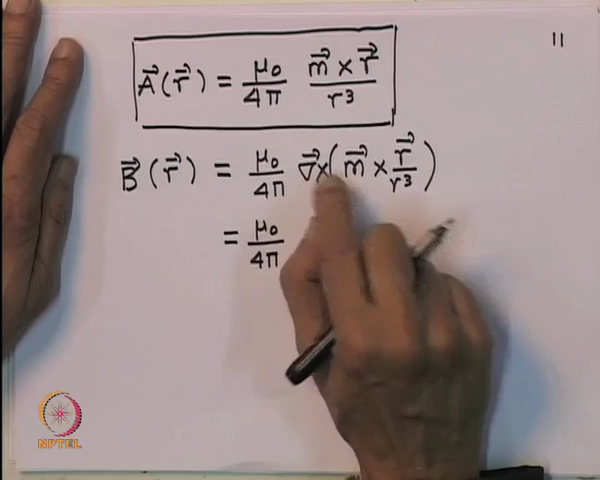 11
A⃗(r⃗) = μ₀/4π m⃗ × r⃗/r³
B⃗(r⃗) = μ₀/4π ∇⃗×(m⃗ × r⃗/r³)
= μ₀/4π
NPTEL